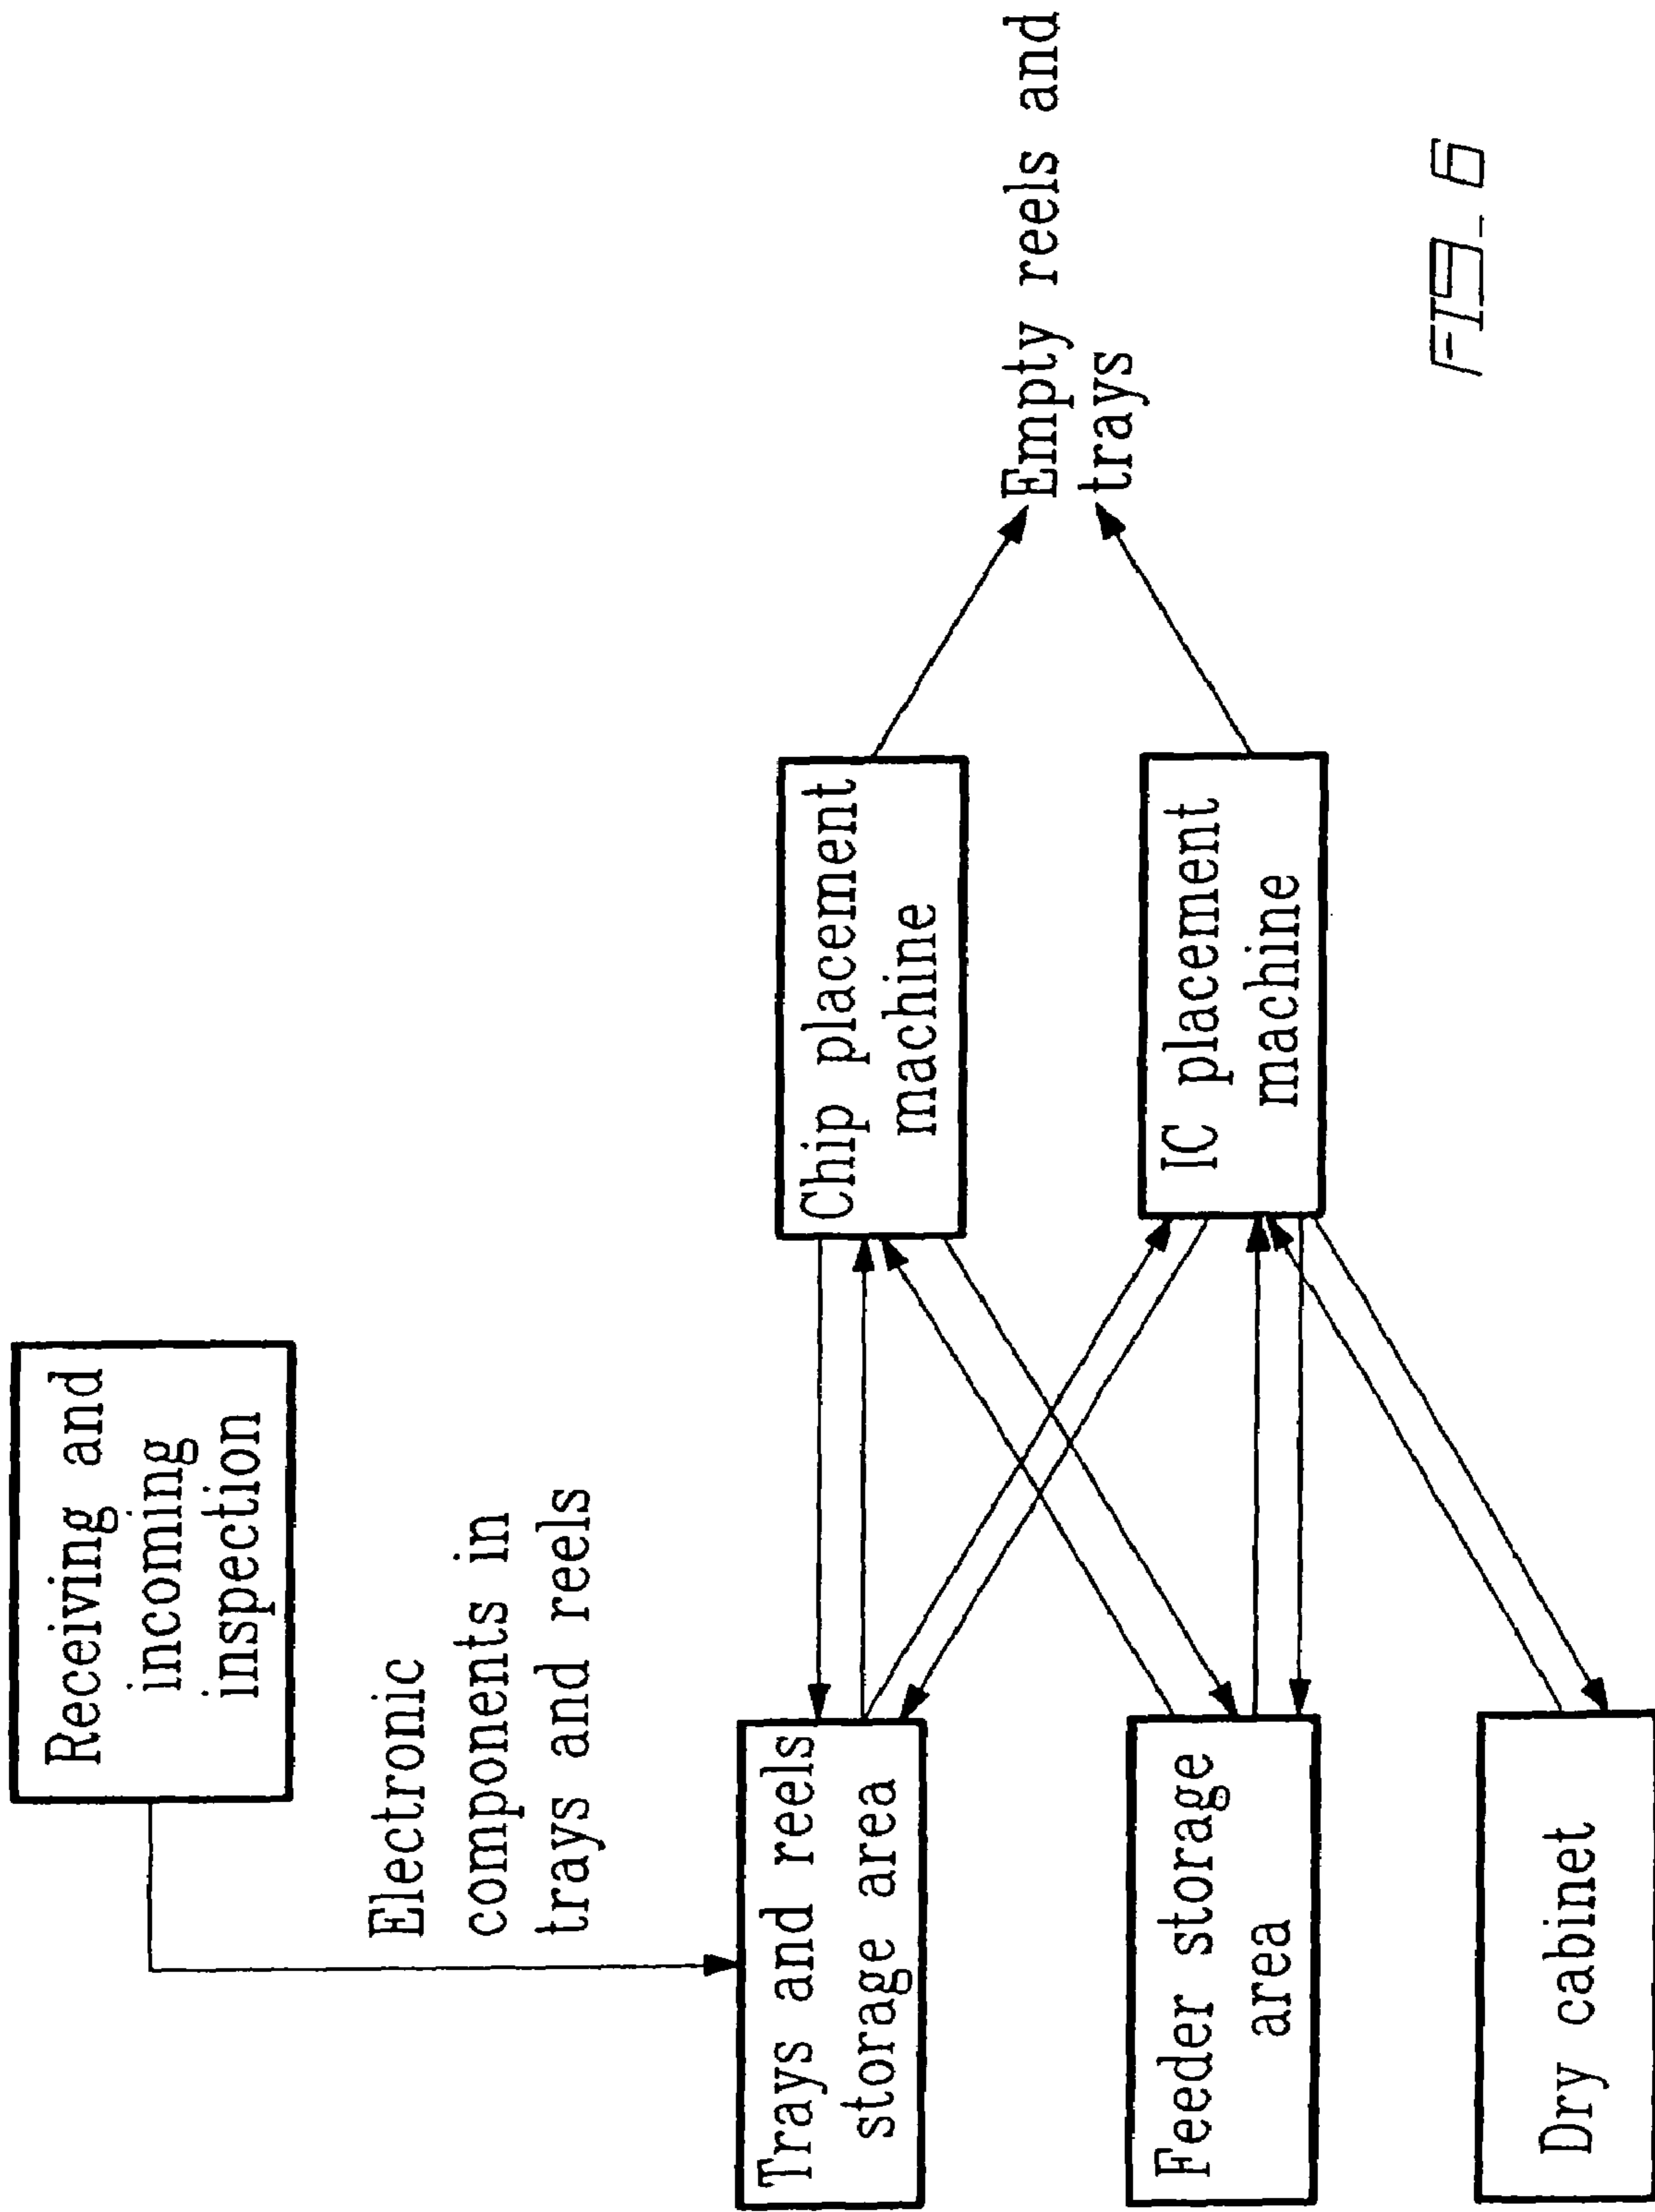 Receiving and
incoming
inspection
Electronic
components in
trays and reels
Trays and reels
storage area
Chip placement
machine
Empty reels and
trays
Feeder storage
area
IC placement
machine
Dry cabinet
FIG_6